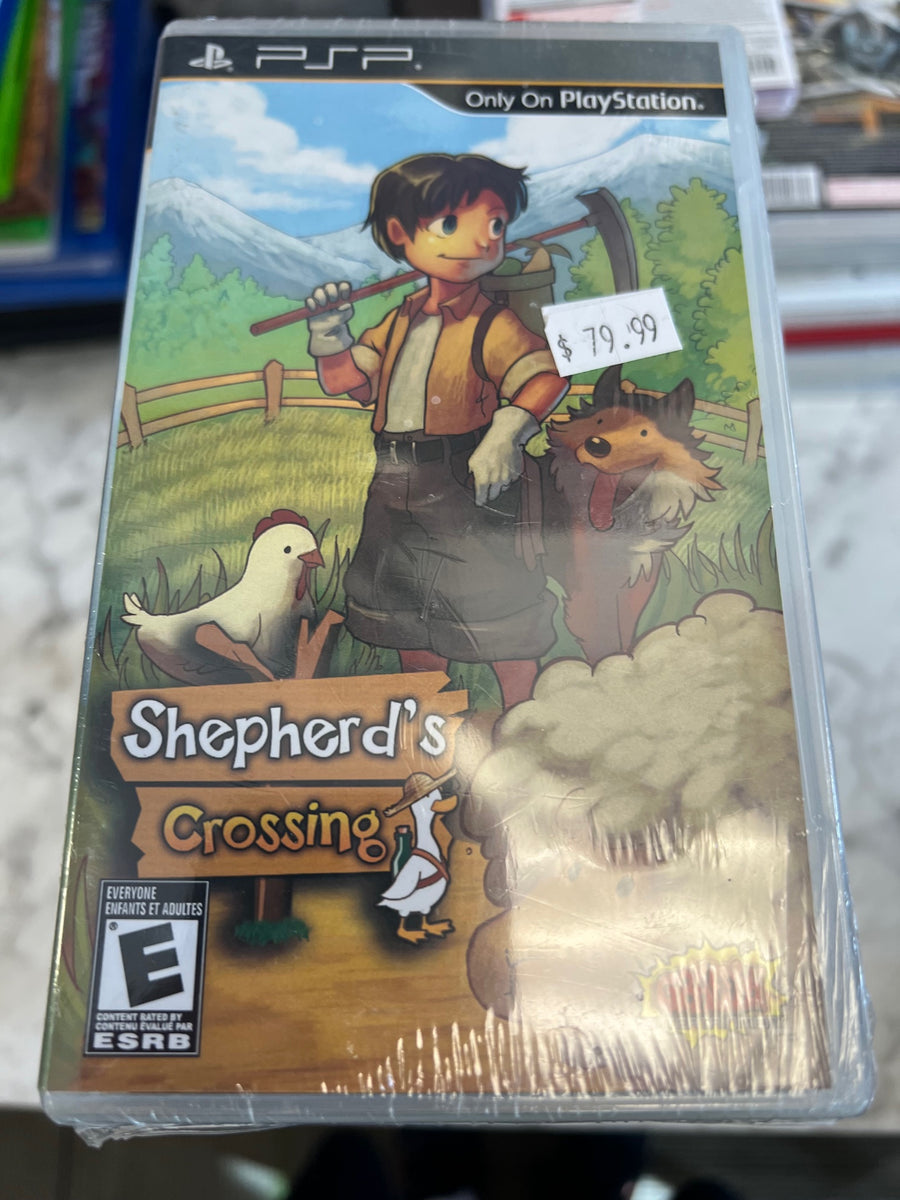 PSP
Only On PlayStation.
$ 79.99
Shepherd's
Crossing
EVERYONE
ENFANTS ET ADULTES
E
CONTENT RATED BY
CONTENU ÉVALUÉ PAR
ESRB